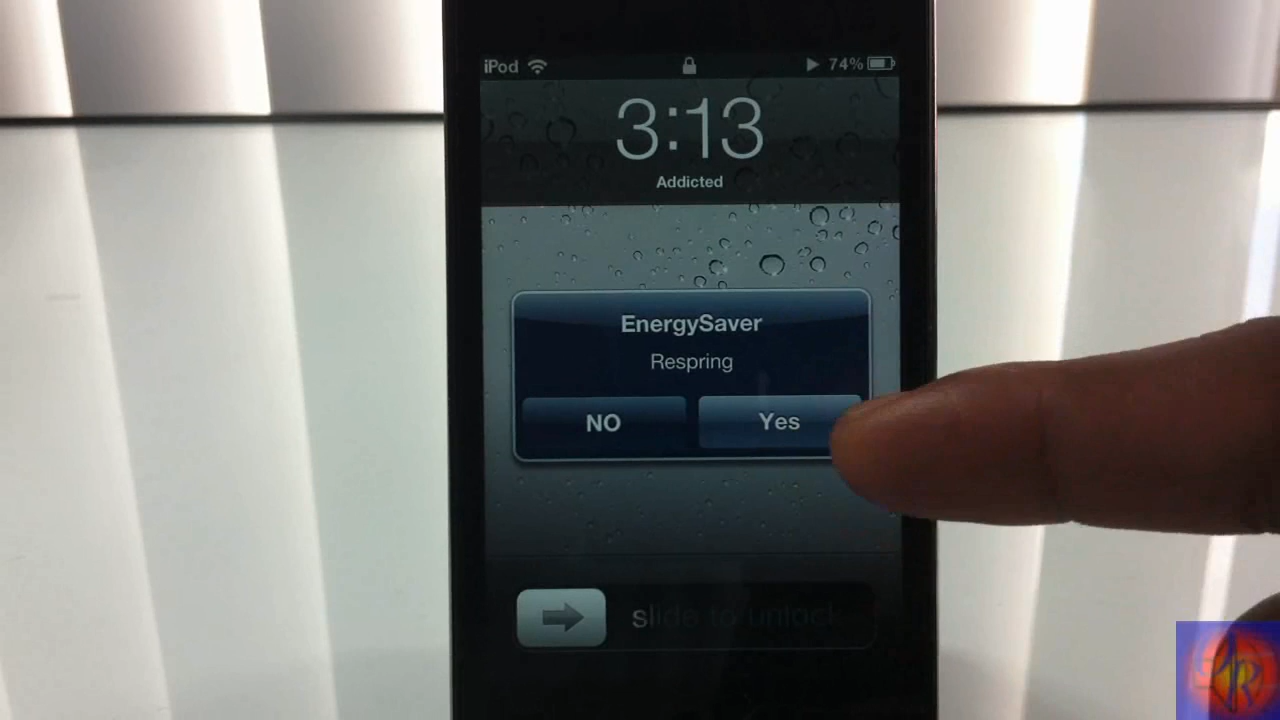 iPod 74%
3:13
Addicted
EnergySaver
Respring
NO Yes
slide to unlock